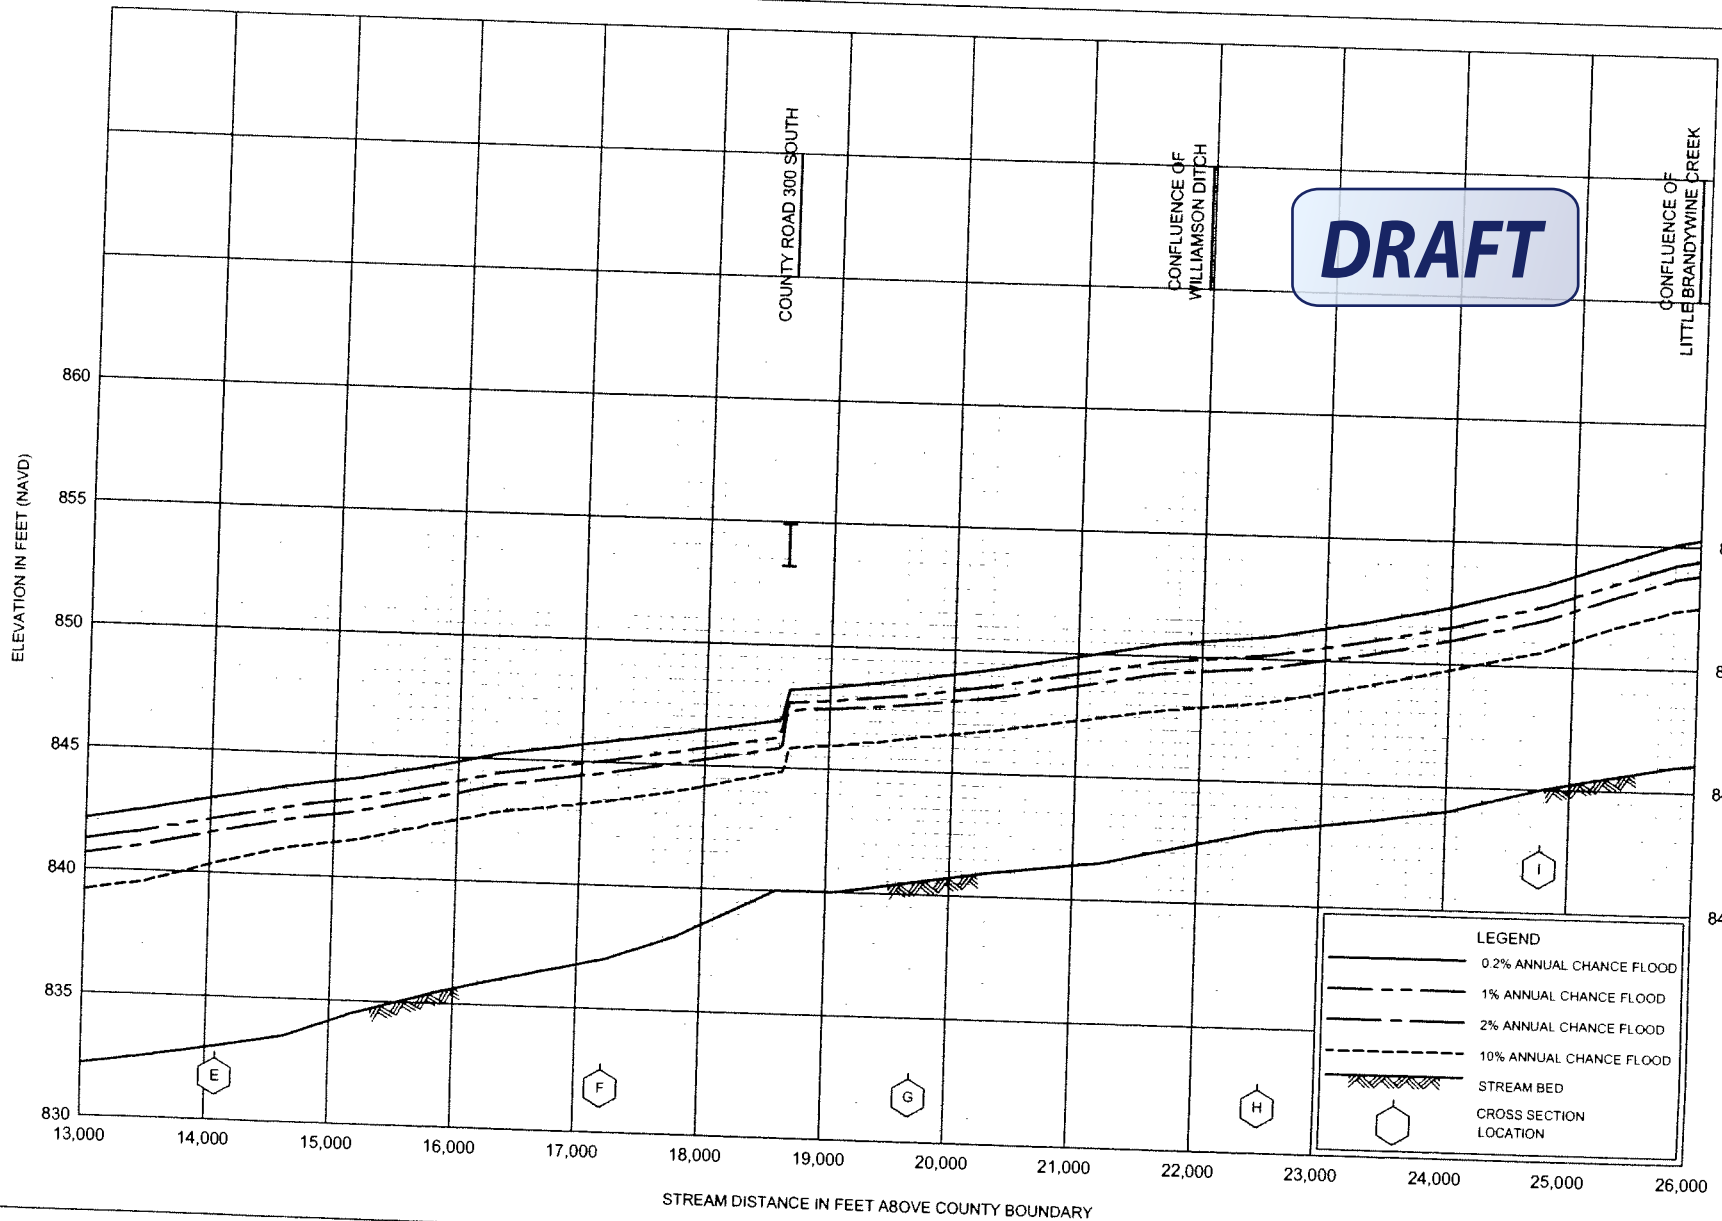 COUNTY ROAD 300 SOUTH
CONFLUENCE OF
WILLIAMSON DITCH
DRAFT
CONFLUENCE OF
LITTLE BRANDYWINE CREEK
ELEVATION IN FEET (NAVD)
860
855
850
845
840
835
830
8
8
84
84
E
F
G
H
I
LEGEND
0.2% ANNUAL CHANCE FLOOD
1% ANNUAL CHANCE FLOOD
2% ANNUAL CHANCE FLOOD
10% ANNUAL CHANCE FLOOD
STREAM BED
CROSS SECTION
LOCATION
13,000
14,000
15,000
16,000
17,000
18,000
19,000
20,000
21,000
22,000
23,000
24,000
25,000
26,000
STREAM DISTANCE IN FEET ABOVE COUNTY BOUNDARY